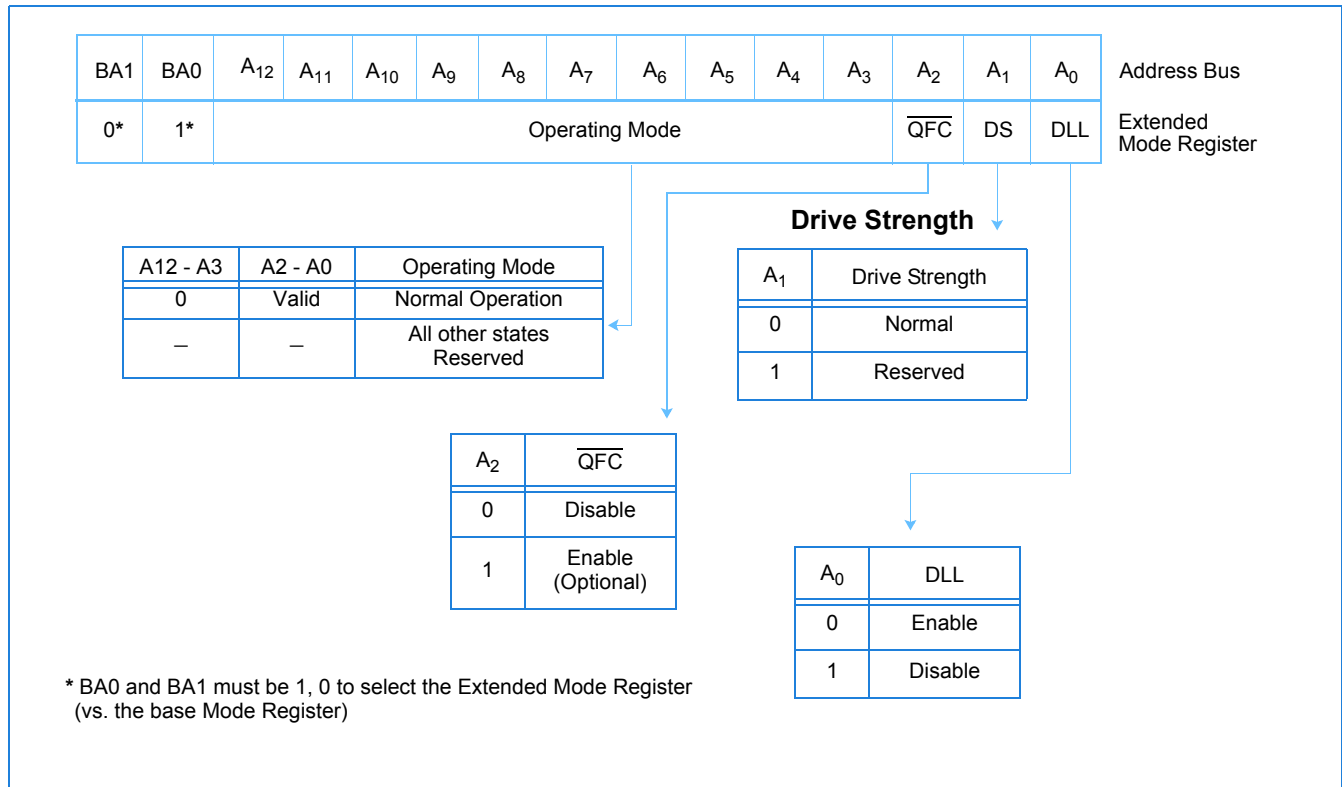 BA1 BA0 A12 A11 A10 A9 A8 A7 A6 A5 A4 A3 A2 A1 A0 Address Bus
0* 1* Operating Mode QFC DS DLL Extended
Mode Register
Drive Strength
A12 - A3 A2 - A0 Operating Mode
0 Valid Normal Operation
– – All other states
Reserved
A1 Drive Strength
0 Normal
1 Reserved
A2 QFC
0 Disable
1 Enable
(Optional)
A0 DLL
0 Enable
1 Disable
* BA0 and BA1 must be 1, 0 to select the Extended Mode Register
(vs. the base Mode Register)